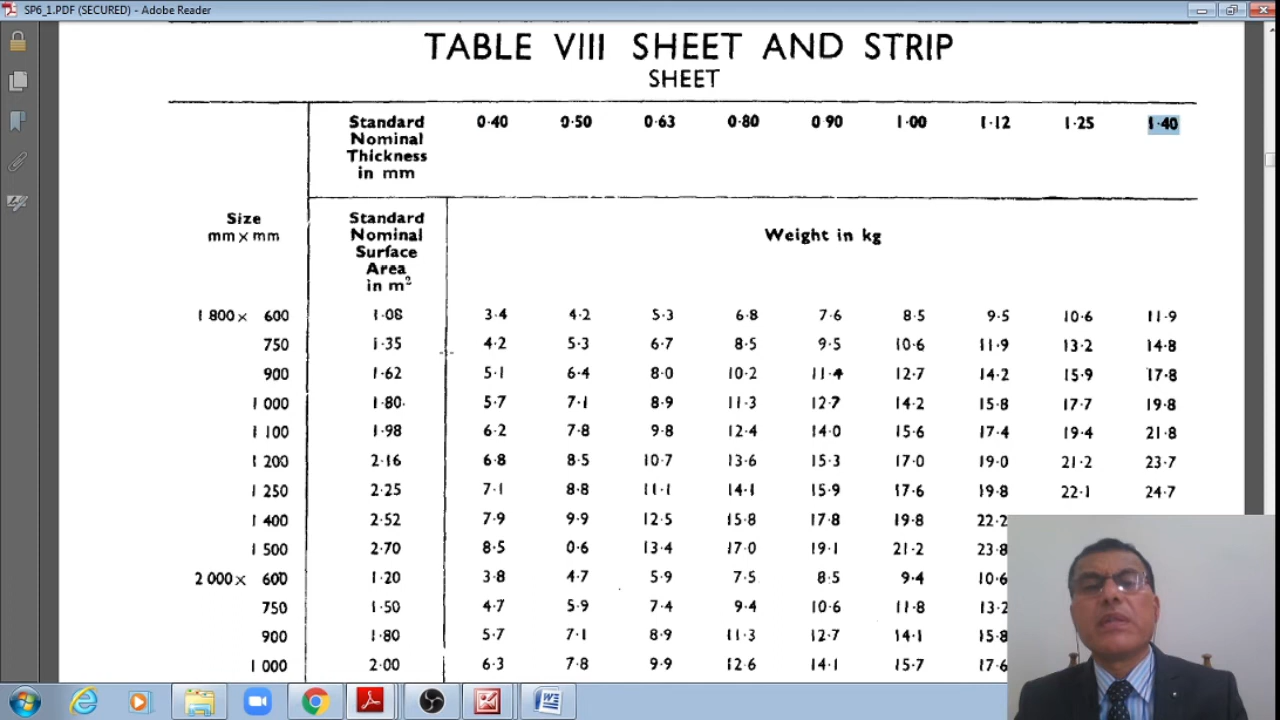 SP6_1.PDF (SECURED) - Adobe Reader
TABLE VIII SHEET AND STRIP
SHEET
Standard Nominal Thickness in mm 0·40 0·50 0·63 0·80 0·90 1·00 1·12 1·25 1·40
Size mm × mm Standard Nominal Surface Area in m² Weight in kg
1 800 × 600 1·08 3·4 4·2 5·3 6·8 7·6 8·5 9·5 10·6 11·9
750 1·35 4·2 5·3 6·7 8·5 9·5 10·6 11·9 13·2 14·8
900 1·62 5·1 6·4 8·0 10·2 11·4 12·7 14·2 15·9 17·8
1 000 1·80 5·7 7·1 8·9 11·3 12·7 14·2 15·8 17·7 19·8
1 100 1·98 6·2 7·8 9·8 12·4 14·0 15·6 17·4 19·4 21·8
1 200 2·16 6·8 8·5 10·7 13·6 15·3 17·0 19·0 21·2 23·7
1 250 2·25 7·1 8·8 11·1 14·1 15·9 17·6 19·8 22·1 24·7
1 400 2·52 7·9 9·9 12·5 15·8 17·8 19·8 22·2
1 500 2·70 8·5 0·6 13·4 17·0 19·1 21·2 23·8
2 000 × 600 1·20 3·8 4·7 5·9 7·5 8·5 9·4 10·6
750 1·50 4·7 5·9 7·4 9·4 10·6 11·8 13·2
900 1·80 5·7 7·1 8·9 11·3 12·7 14·1 15·8
1 000 2·00 6·3 7·8 9·9 12·6 14·1 15·7 17·6